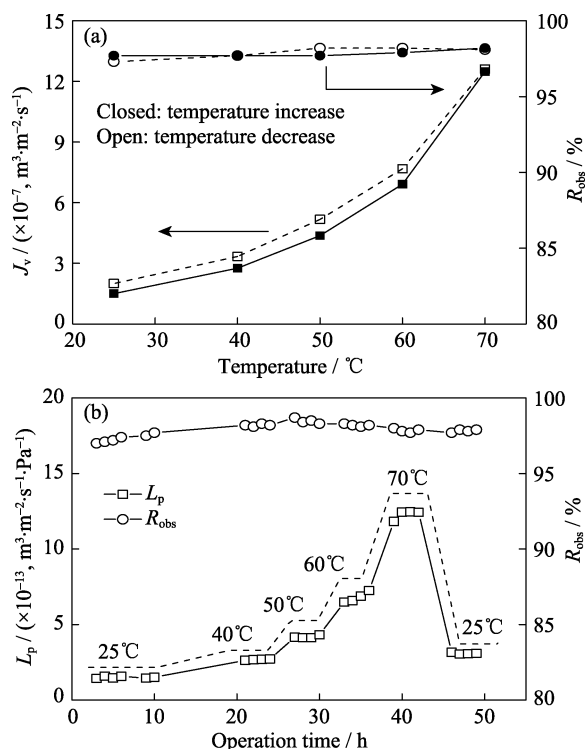 (a)
15
12
9
6
3
0
J_v / (×10⁻⁷, m³·m⁻²·s⁻¹)
100
95
90
85
80
R_obs / %
Closed: temperature increase
Open: temperature decrease
20 30 40 50 60 70
Temperature / ℃
(b)
20
15
10
5
0
L_p / (×10⁻¹³, m³·m⁻²·s⁻¹·Pa⁻¹)
100
95
90
85
80
R_obs / %
L_p
R_obs
25℃
40℃
50℃
60℃
70℃
25℃
0 10 20 30 40 50
Operation time / h